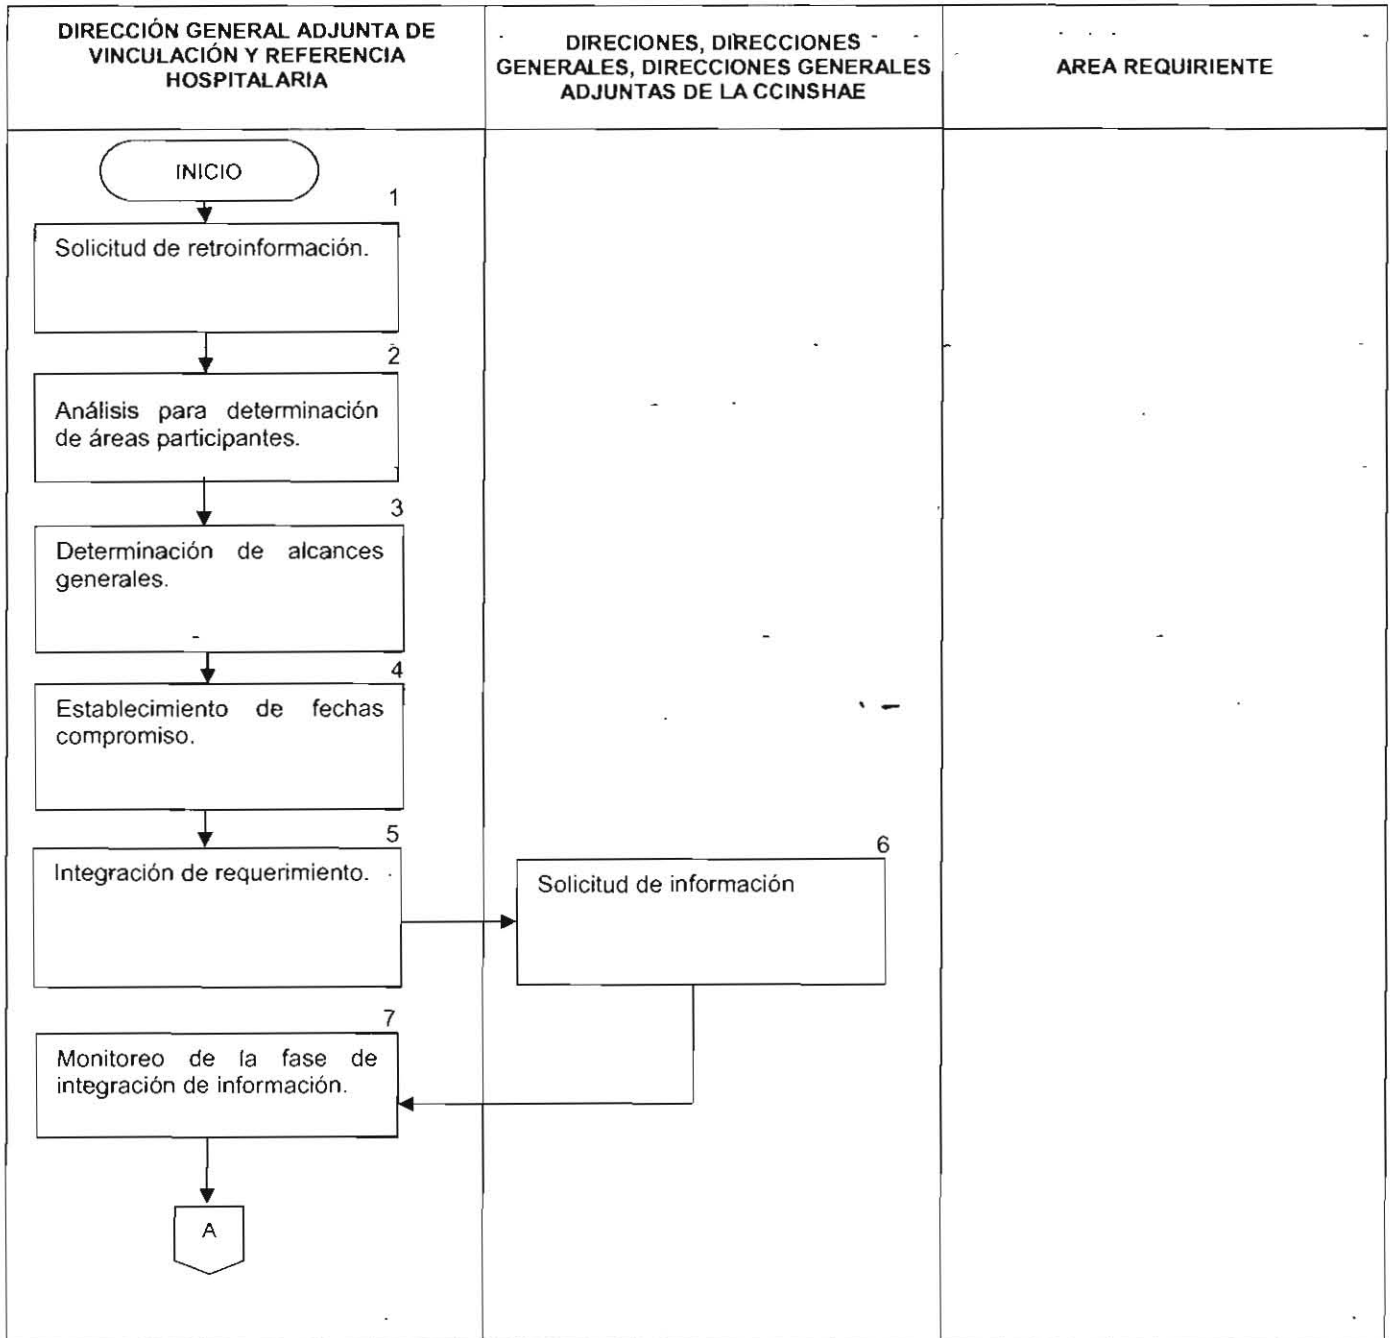 DIRECCIÓN GENERAL ADJUNTA DE
VINCULACIÓN Y REFERENCIA
HOSPITALARIA
DIRECIONES, DIRECCIONES
GENERALES, DIRECCIONES GENERALES
ADJUNTAS DE LA CCINSHAE
AREA REQUIRIENTE
INICIO
1
Solicitud de retroinformación.
2
Análisis para determinación
de áreas participantes.
3
Determinación de alcances
generales.
4
Establecimiento de fechas
compromiso.
5
Integración de requerimiento.
6
Solicitud de información
7
Monitoreo de la fase de
integración de información.
A